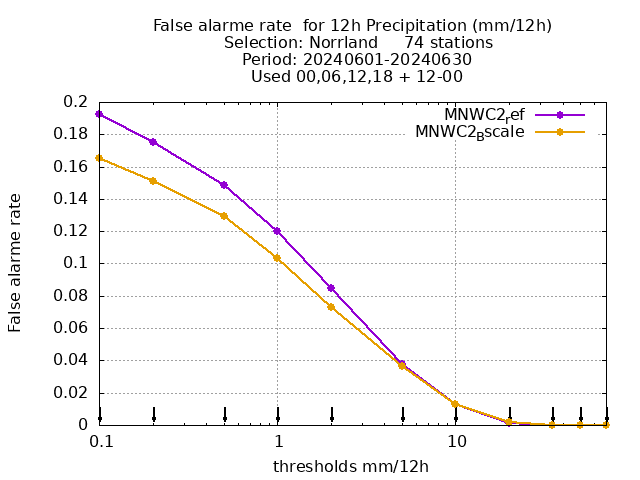 False alarme rate  for 12h Precipitation (mm/12h)
Selection: Norrland     74 stations
Period: 20240601-20240630
Used 00,06,12,18 + 12-00
MNWC2_ref
MNWC2_Bscale
0.2
0.18
0.16
0.14
0.12
0.1
0.08
0.06
0.04
0.02
0
False alarme rate
0.1
1
10
thresholds mm/12h